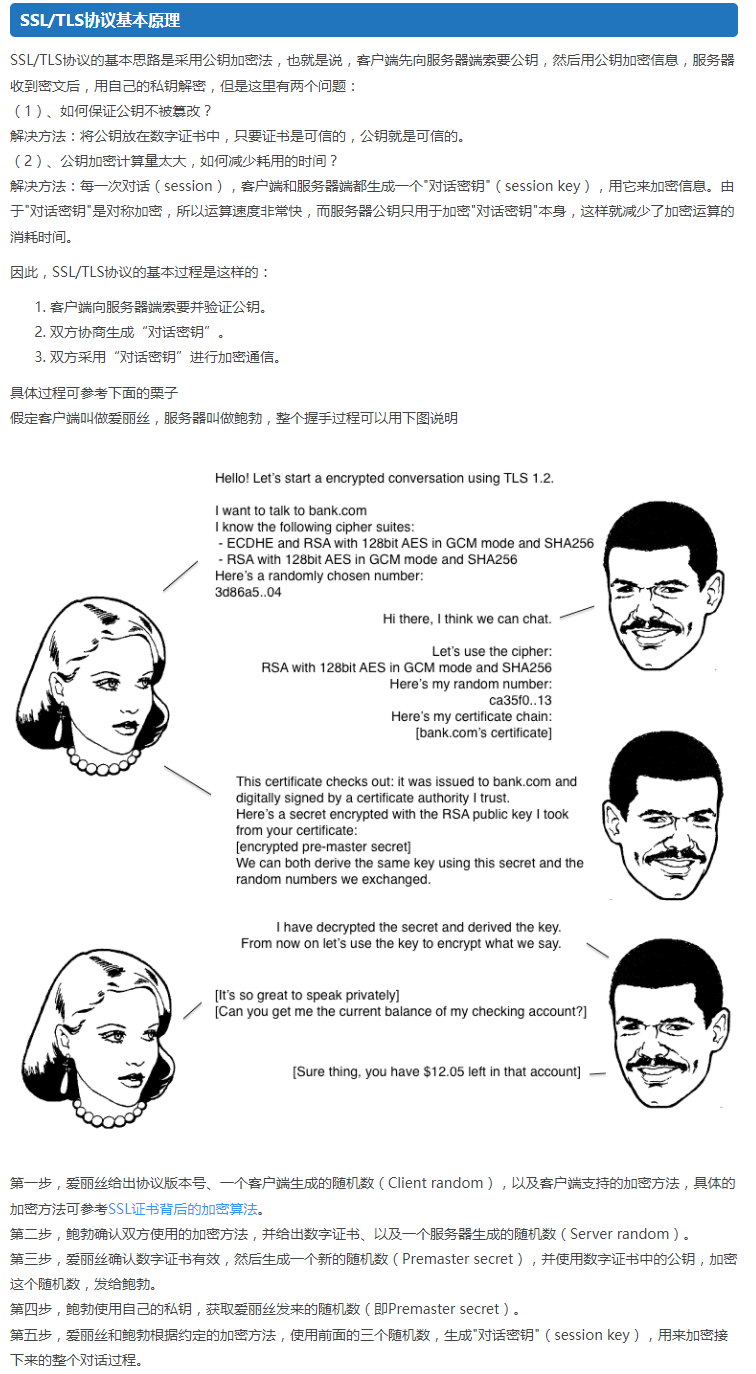 SSL/TLS协议基本原理
SSL/TLS协议的基本思路是采用公钥加密法，也就是说，客户端先向服务器端索要公钥，然后用公钥加密信息，服务器
收到密文后，用自己的私钥解密，但是这里有两个问题：
（1）、如何保证公钥不被篡改？
解决方法：将公钥放在数字证书中，只要证书是可信的，公钥就是可信的。
（2）、公钥加密计算量太大，如何减少耗用的时间？
解决方法：每一次对话（session），客户端和服务器端都生成一个"对话密钥"（session key），用它来加密信息。由
于"对话密钥"是对称加密，所以运算速度非常快，而服务器公钥只用于加密"对话密钥"本身，这样就减少了加密运算的
消耗时间。
因此，SSL/TLS协议的基本过程是这样的：
1. 客户端向服务器端索要并验证公钥。
2. 双方协商生成“对话密钥”。
3. 双方采用“对话密钥”进行加密通信。
具体过程可参考下面的栗子
假定客户端叫做爱丽丝，服务器叫做鲍勃，整个握手过程可以用下图说明
Hello! Let's start a encrypted conversation using TLS 1.2.
I want to talk to bank.com
I know the following cipher suites:
- ECDHE and RSA with 128bit AES in GCM mode and SHA256
- RSA with 128bit AES in GCM mode and SHA256
Here's a randomly chosen number:
3d86a5..04
Hi there, I think we can chat.
Let's use the cipher:
RSA with 128bit AES in GCM mode and SHA256
Here's my random number:
ca35f0..13
Here's my certificate chain:
[bank.com's certificate]
This certificate checks out: it was issued to bank.com and
digitally signed by a certificate authority I trust.
Here's a secret encrypted with the RSA public key I took
from your certificate:
[encrypted pre-master secret]
We can both derive the same key using this secret and the
random numbers we exchanged.
I have decrypted the secret and derived the key.
From now on let's use the key to encrypt what we say.
[It's so great to speak privately]
[Can you get me the current balance of my checking account?]
[Sure thing, you have $12.05 left in that account]
第一步，爱丽丝给出协议版本号、一个客户端生成的随机数（Client random），以及客户端支持的加密方法，具体的
加密方法可参考SSL证书背后的加密算法。
第二步，鲍勃确认双方使用的加密方法，并给出数字证书、以及一个服务器生成的随机数（Server random）。
第三步，爱丽丝确认数字证书有效，然后生成一个新的随机数（Premaster secret），并使用数字证书中的公钥，加密
这个随机数，发给鲍勃。
第四步，鲍勃使用自己的私钥，获取爱丽丝发来的随机数（即Premaster secret）。
第五步，爱丽丝和鲍勃根据约定的加密方法，使用前面的三个随机数，生成"对话密钥"（session key），用来加密接
下来的整个对话过程。